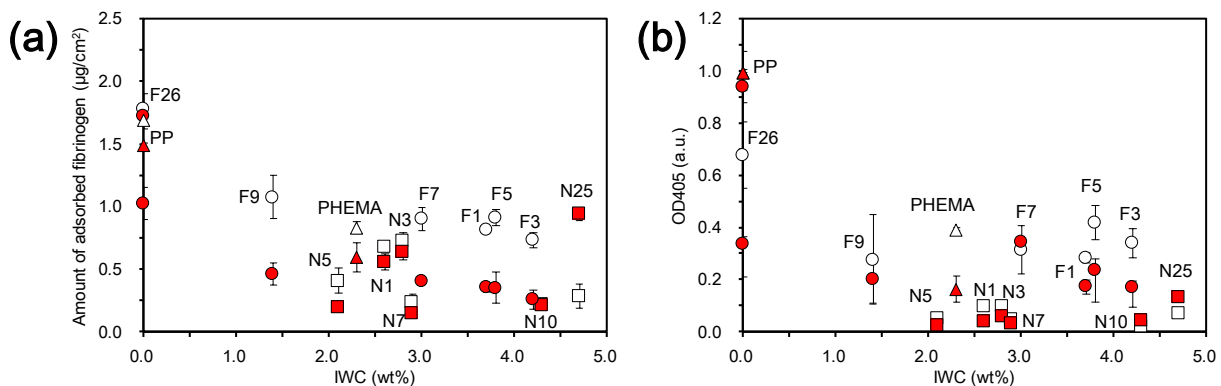 (a)
Amount of adsorbed fibrinogen (µg/cm²)
2.5
2.0
1.5
1.0
0.5
0.0
0.0 1.0 2.0 3.0 4.0 5.0
IWC (wt%)
F26
PP
F9
PHEMA
N5
N3
N1
N7
F7
F1
F5
F3
N10
N25
(b)
OD405 (a.u.)
1.2
1.0
0.8
0.6
0.4
0.2
0.0
0.0 1.0 2.0 3.0 4.0 5.0
IWC (wt%)
PP
F26
F9
PHEMA
N5
N1
N3
N7
F7
F1
F5
F3
N10
N25